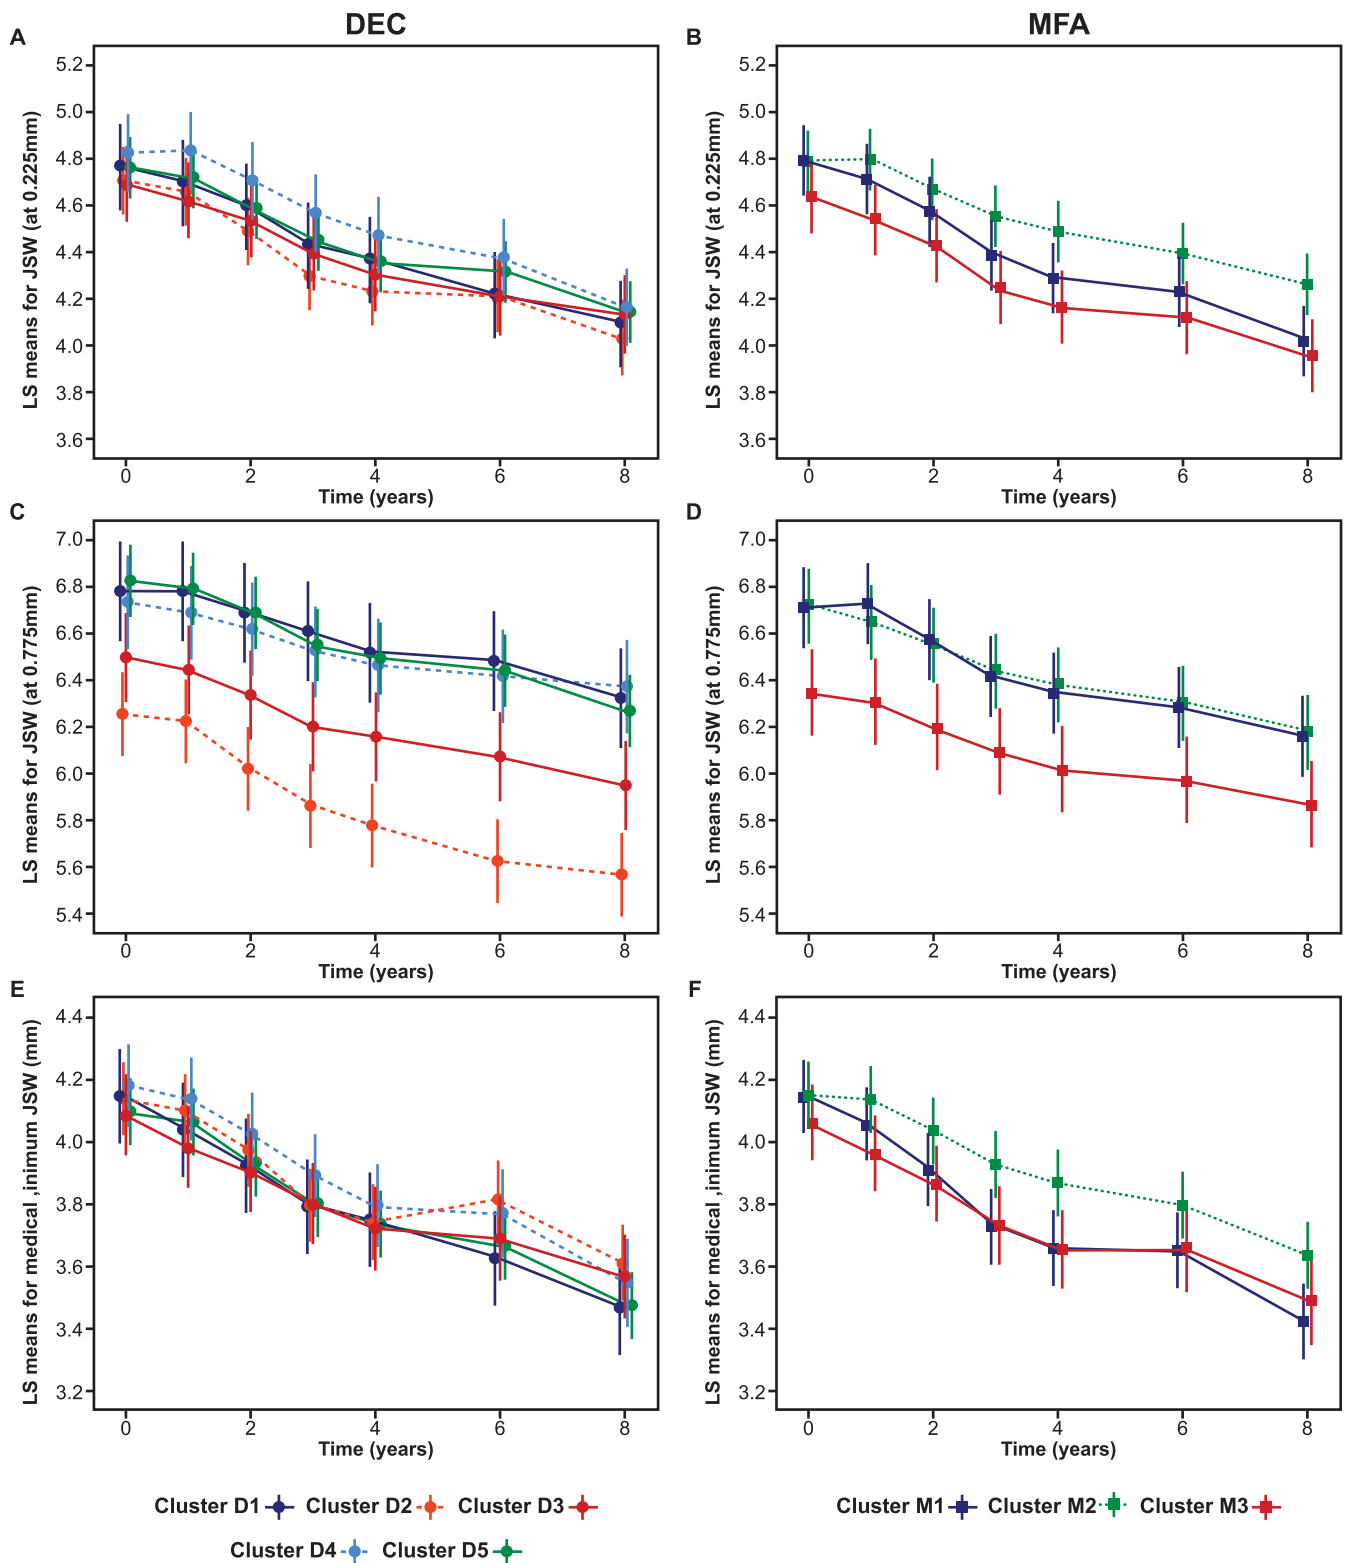 DEC
MFA
A
LS means for JSW (at 0.225mm)
5.2
5.0
4.8
4.6
4.4
4.2
4.0
3.8
3.6
0 2 4 6 8
Time (years)
B
LS means for JSW (at 0.225mm)
5.2
5.0
4.8
4.6
4.4
4.2
4.0
3.8
3.6
0 2 4 6 8
Time (years)
C
LS means for JSW (at 0.775mm)
7.0
6.8
6.6
6.4
6.2
6.0
5.8
5.6
5.4
0 2 4 6 8
Time (years)
D
LS means for JSW (at 0.775mm)
7.0
6.8
6.6
6.4
6.2
6.0
5.8
5.6
5.4
0 2 4 6 8
Time (years)
E
LS means for medical ,inimum JSW (mm)
4.4
4.2
4.0
3.8
3.6
3.4
3.2
0 2 4 6 8
Time (years)
F
LS means for medical ,inimum JSW (mm)
4.4
4.2
4.0
3.8
3.6
3.4
3.2
0 2 4 6 8
Time (years)
Cluster D1 Cluster D2 Cluster D3
Cluster D4 Cluster D5
Cluster M1 Cluster M2 Cluster M3